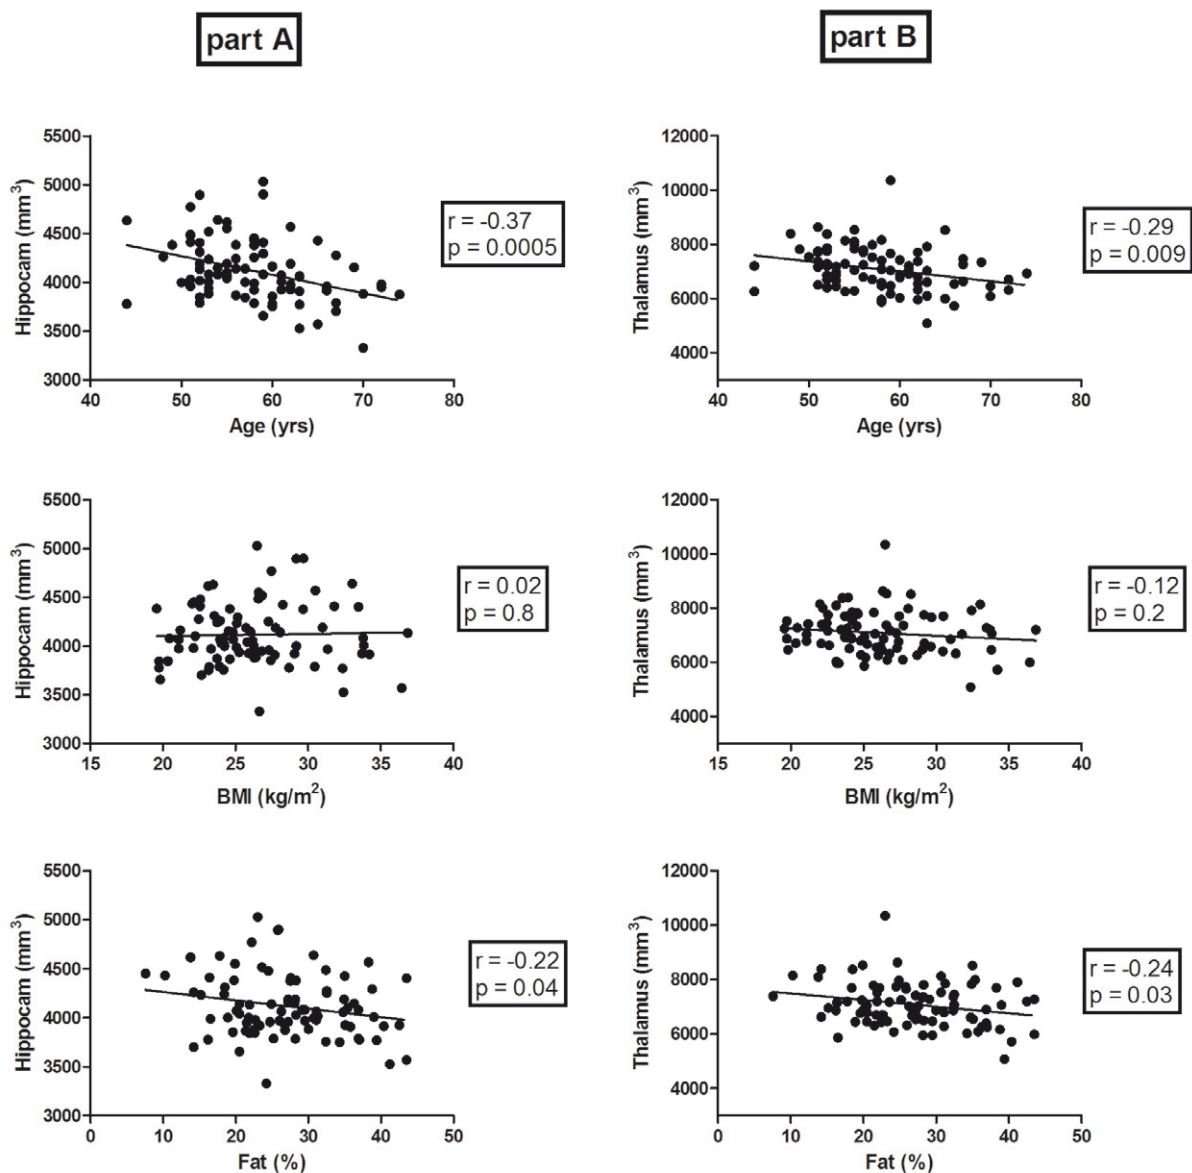 part A
part B
5500
5000
4500
4000
3500
3000
Hippocam (mm³)
40 50 60 70 80
Age (yrs)
r = -0.37
p = 0.0005
12000
10000
8000
6000
4000
Thalamus (mm³)
40 50 60 70 80
Age (yrs)
r = -0.29
p = 0.009
5500
5000
4500
4000
3500
3000
Hippocam (mm³)
15 20 25 30 35 40
BMI (kg/m²)
r = 0.02
p = 0.8
12000
10000
8000
6000
4000
Thalamus (mm³)
15 20 25 30 35 40
BMI (kg/m²)
r = -0.12
p = 0.2
5500
5000
4500
4000
3500
3000
Hippocam (mm³)
0 10 20 30 40 50
Fat (%)
r = -0.22
p = 0.04
12000
10000
8000
6000
4000
Thalamus (mm³)
0 10 20 30 40 50
Fat (%)
r = -0.24
p = 0.03